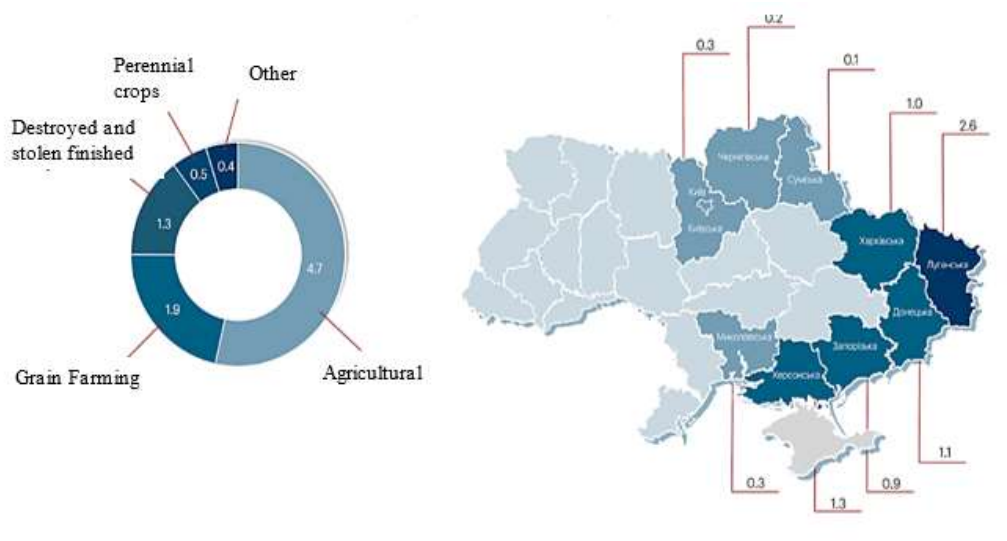 Perennial
crops
Other
Destroyed and
stolen finished
0.5
0.4
1.3
4.7
1.9
Grain Farming
Agricultural
0.2
0.3
0.1
1.0
2.6
Чернігівська
Сумська
Київ
Київська
Харківська
Луганська
Донецька
Миколаївська
Запорізька
Херсонська
1.1
0.3
0.9
1.3